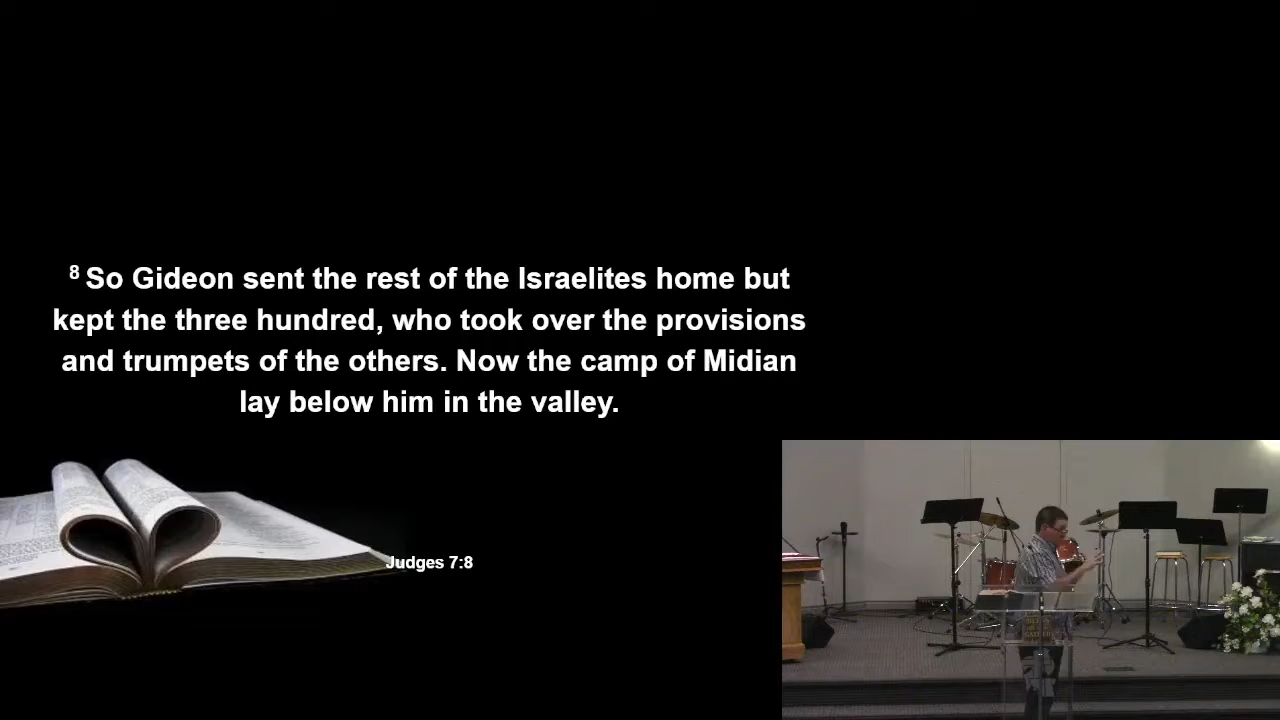 8 So Gideon sent the rest of the Israelites home but
kept the three hundred, who took over the provisions
and trumpets of the others. Now the camp of Midian
lay below him in the valley.
Judges 7:8